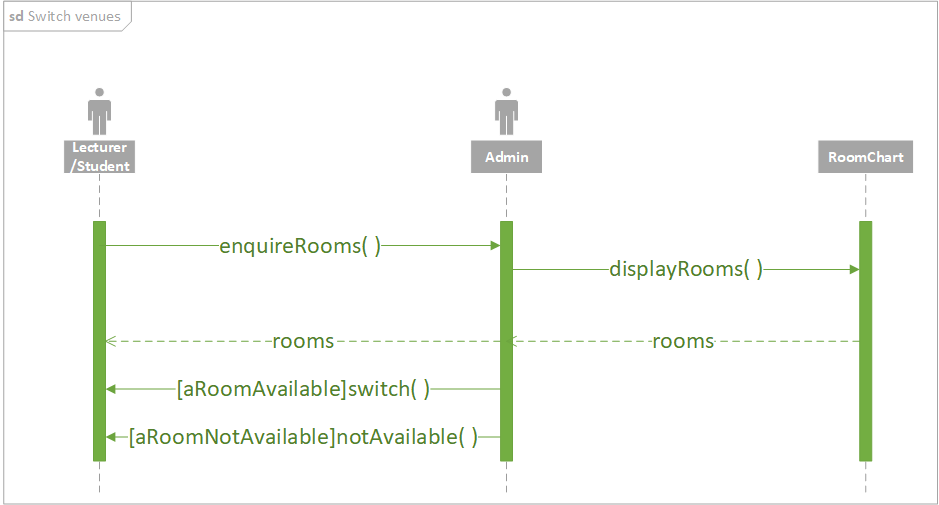 sd Switch venues
Lecturer
/Student
Admin
RoomChart
enquireRooms( )
displayRooms( )
rooms
rooms
[aRoomAvailable]switch( )
[aRoomNotAvailable]notAvailable( )